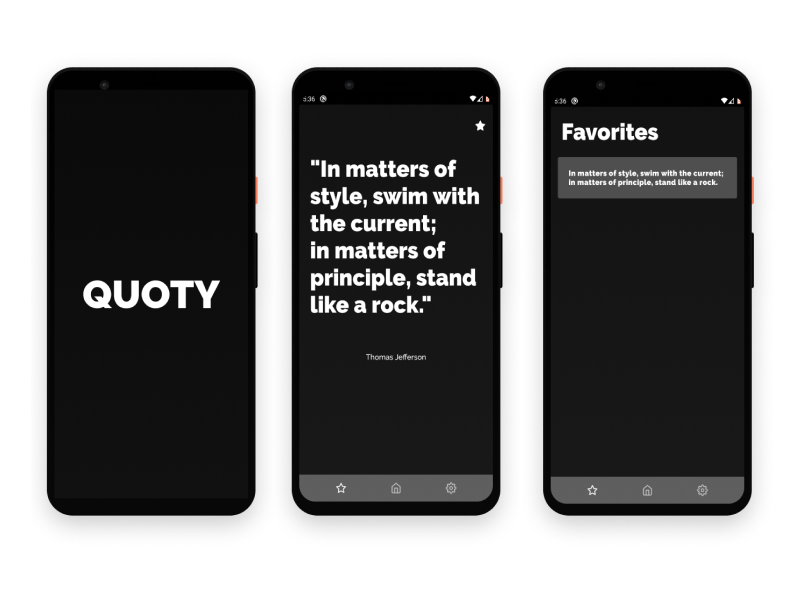 QUOTY
5:36
"In matters of
style, swim with
the current;
in matters of
principle, stand
like a rock."
Thomas Jefferson
5:36
Favorites
In matters of style, swim with the current;
in matters of principle, stand like a rock.